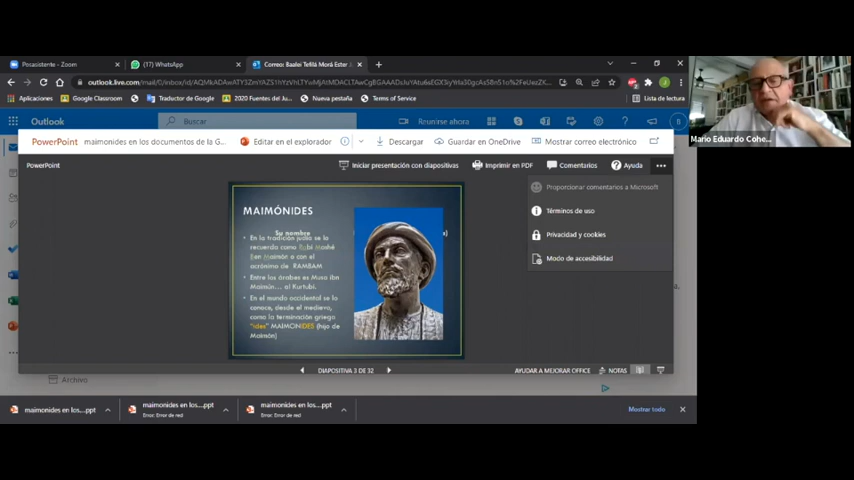 Posasistente - Zoom
(17) WhatsApp
Correo: Baalei Tefilá Morá Ester J
outlook.live.com/mail/0/inbox/id/
Aplicaciones
Google Classroom
Traductor de Google
2020 Fuentes del Ju...
Nueva pestaña
Terms of Service
Lista de lectura
Outlook
Buscar
Reunirse ahora
PowerPoint
maimonides en los documentos de la G...
Editar en el explorador
Descargar
Guardar en OneDrive
Mostrar correo electrónico
PowerPoint
Iniciar presentación con diapositivas
Imprimir en PDF
Comentarios
Ayuda
Proporcionar comentarios a Microsoft
Términos de uso
Privacidad y cookies
Modo de accesibilidad
MAIMÓNIDES
Su nombre
En la tradición judía se lo
recuerda como Rabí Moshé
Ben Maimón o con el
acrónimo de RAMBAM
Entre los árabes es Musa ibn
Maimún... al Kurtubi.
En el mundo occidental se lo
conoce, desde el medievo,
como la terminación griega
"ides" MAIMONIDES (hijo de
Maimón)
DIAPOSITIVA 3 DE 32
AYUDAR A MEJORAR OFFICE
NOTAS
Archivo
maimonides en los....ppt
maimonides en los....ppt
Error: Error de red
maimonides en los....ppt
Error: Error de red
Mostrar todo
Mario Eduardo Cohe...